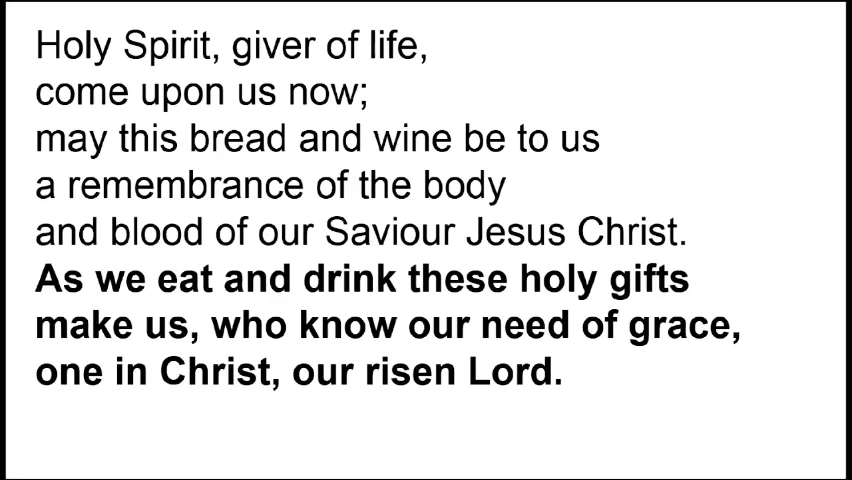 Holy Spirit, giver of life,
come upon us now;
may this bread and wine be to us
a remembrance of the body
and blood of our Saviour Jesus Christ.
As we eat and drink these holy gifts
make us, who know our need of grace,
one in Christ, our risen Lord.